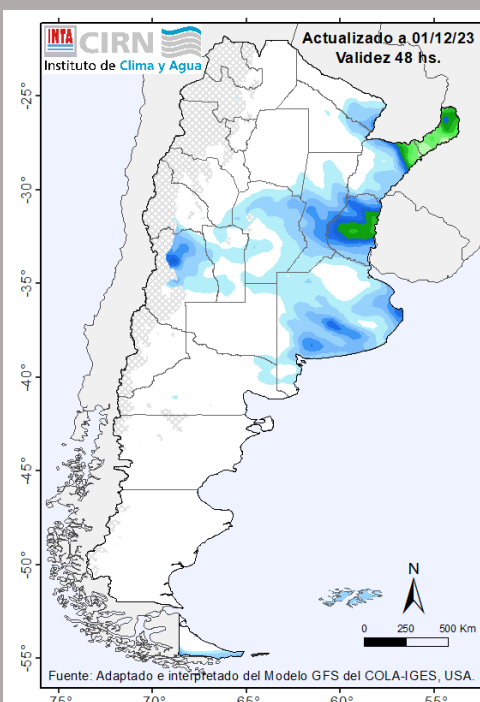 INTA CIRN
Instituto de Clima y Agua
Actualizado a 01/12/23
Validez 48 hs.
-25°
-30°
-35°
-40°
-45°
-50°
-55°
N
0 250 500 Km
Fuente: Adaptado e interpretado del Modelo GFS del COLA-IGES, USA.
-75° -70° -65° -60° -55°